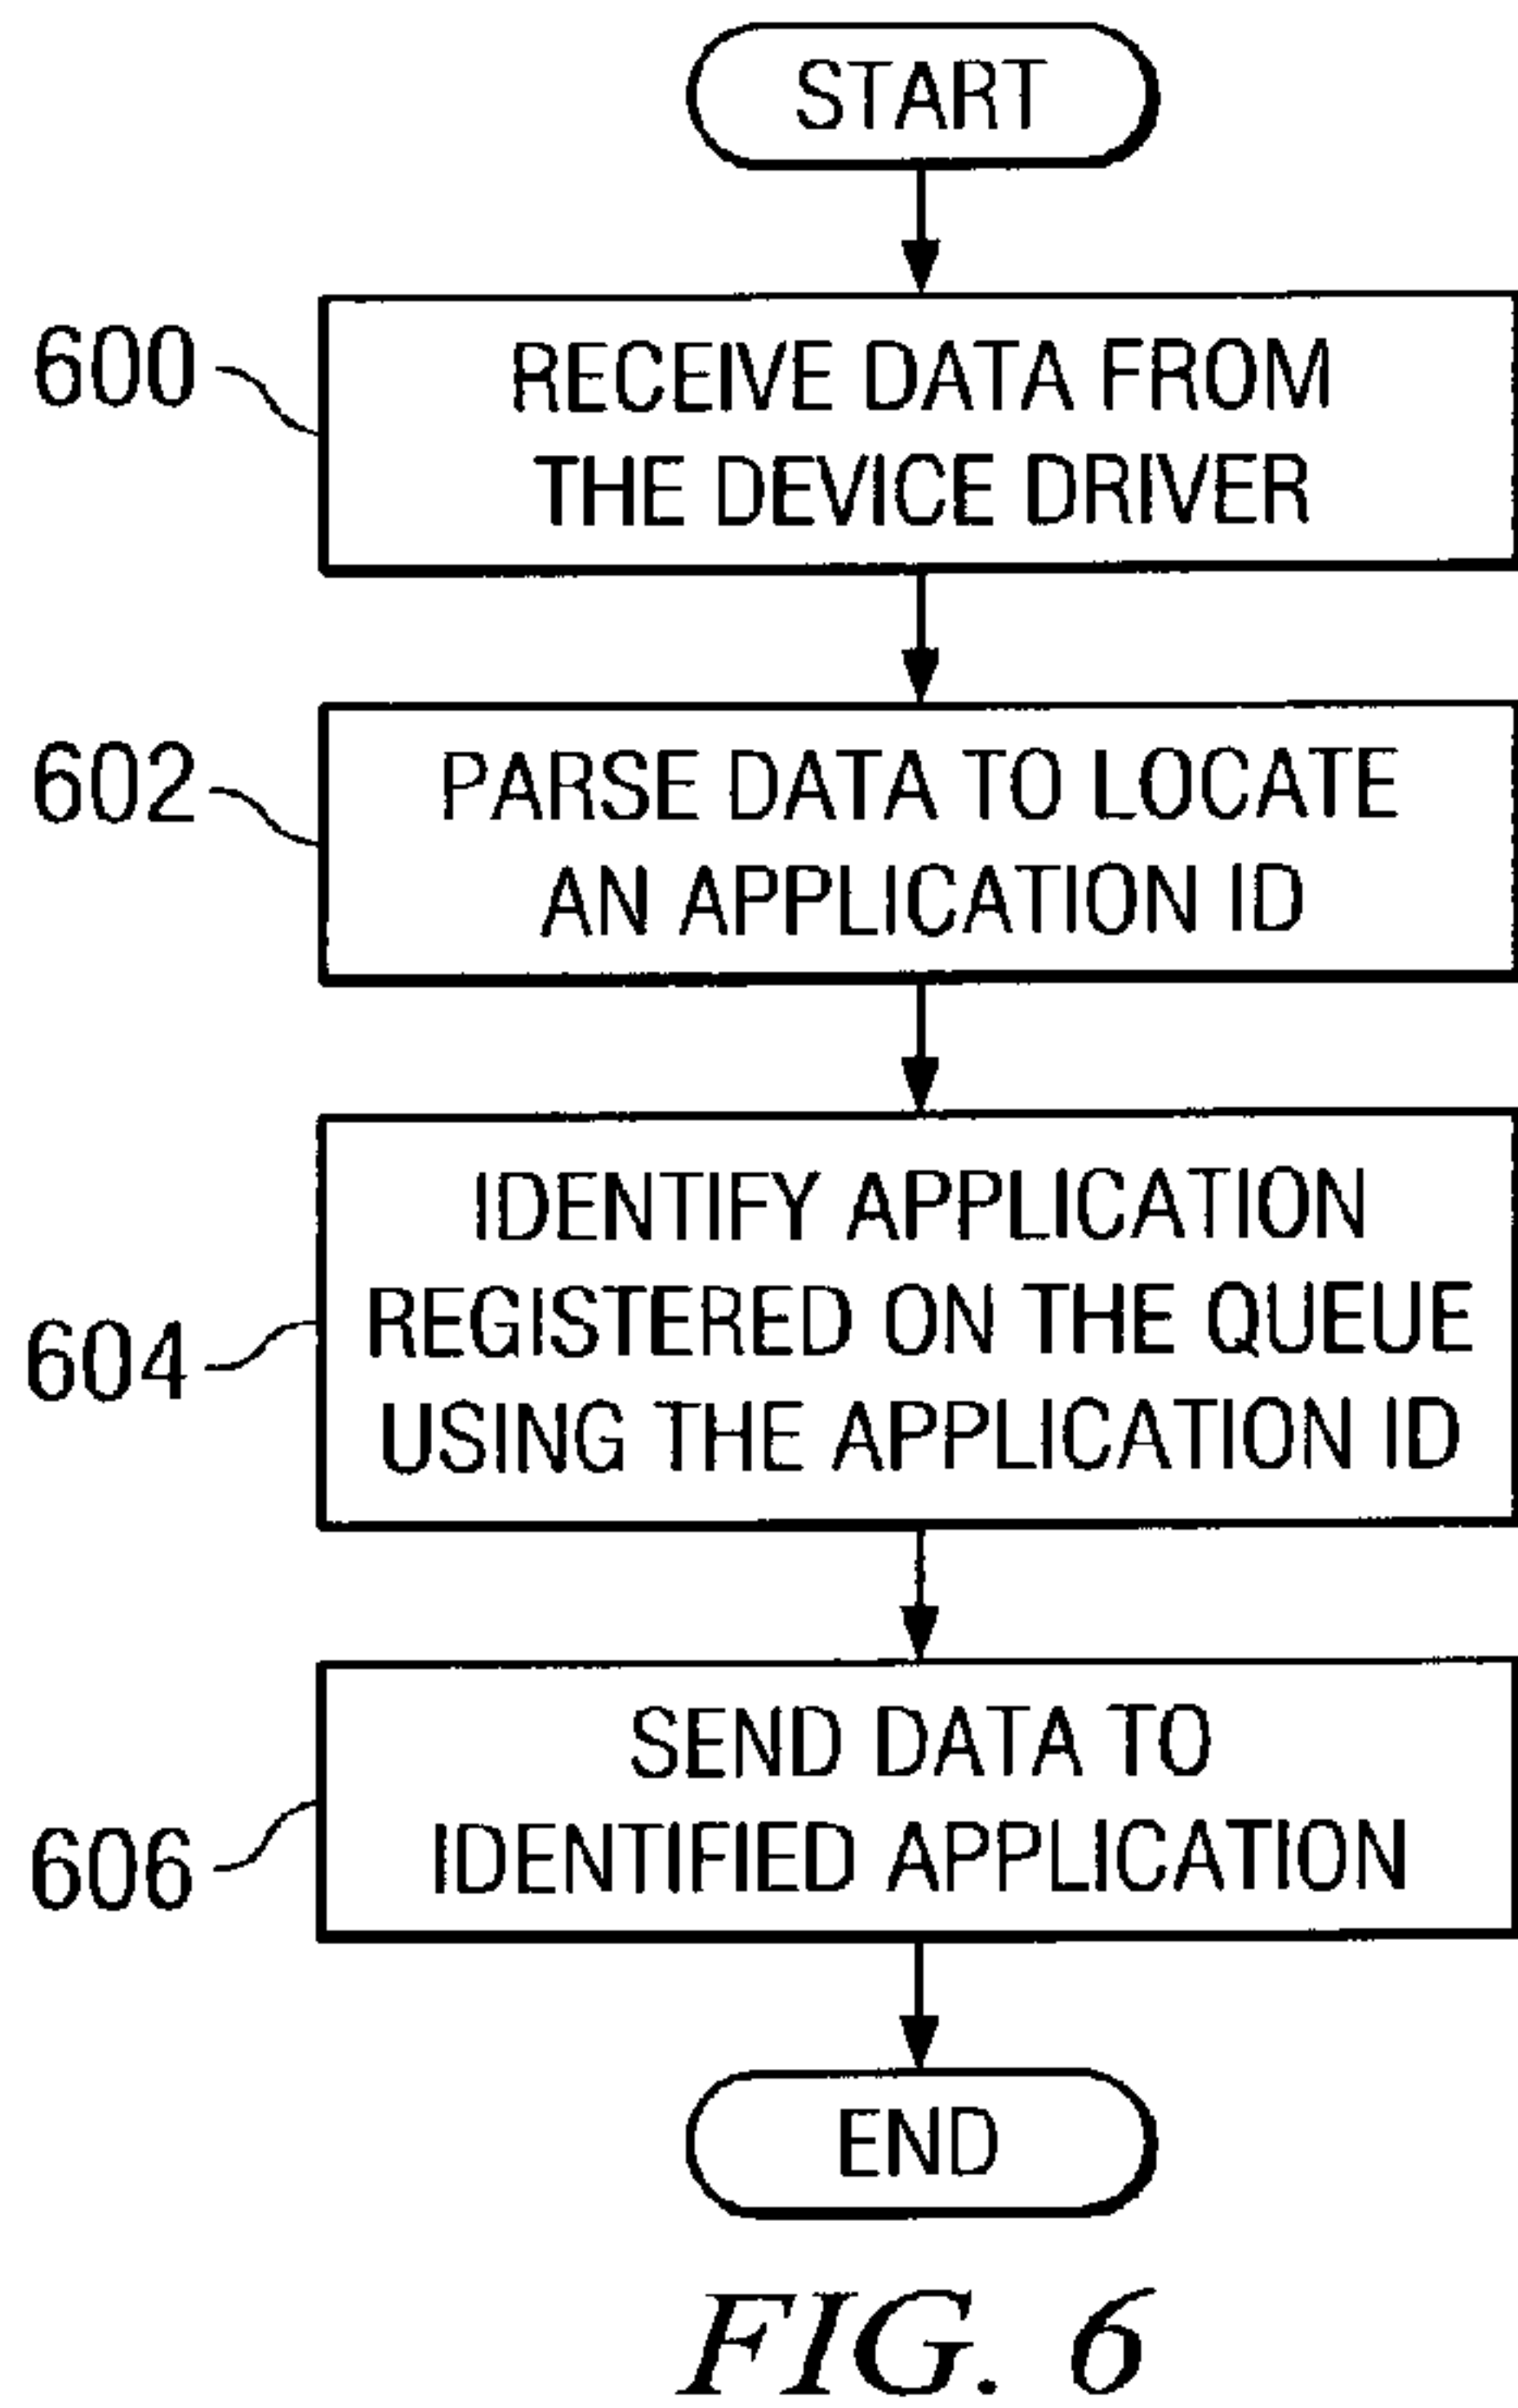 START
600
RECEIVE DATA FROM
THE DEVICE DRIVER
602
PARSE DATA TO LOCATE
AN APPLICATION ID
604
IDENTIFY APPLICATION
REGISTERED ON THE QUEUE
USING THE APPLICATION ID
606
SEND DATA TO
IDENTIFIED APPLICATION
END
FIG. 6